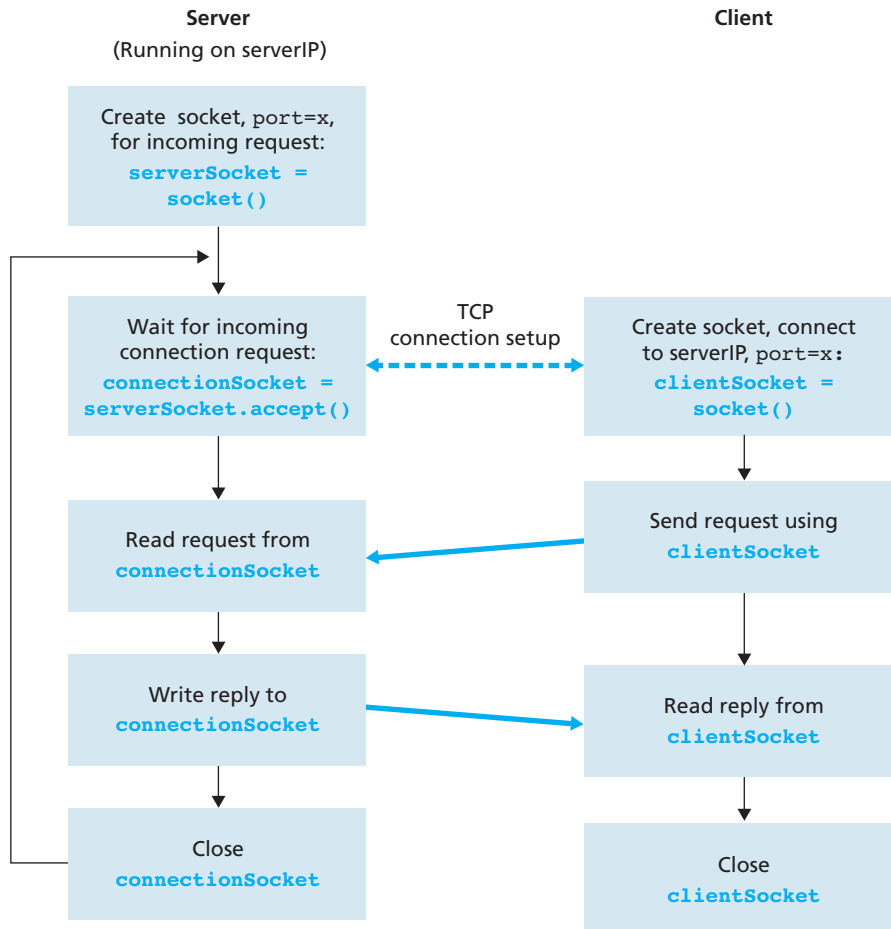 Server
(Running on serverIP)
Create socket, port=x,
for incoming request:
serverSocket =
socket()
Wait for incoming
connection request:
connectionSocket =
serverSocket.accept()
Read request from
connectionSocket
Write reply to
connectionSocket
Close
connectionSocket
TCP
connection setup
Client
Create socket, connect
to serverIP, port=x:
clientSocket =
socket()
Send request using
clientSocket
Read reply from
clientSocket
Close
clientSocket